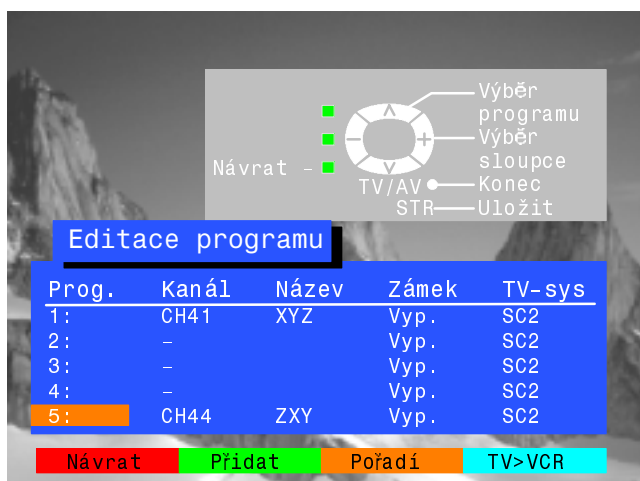 Výběr
programu
Výběr
sloupce
Návrat –
TV/AV Konec
STR Uložit
Editace programu
Prog. Kanál Název Zámek TV-sys
1: CH41 XYZ Vyp. SC2
2: – Vyp. SC2
3: – Vyp. SC2
4: – Vyp. SC2
5: CH44 ZXY Vyp. SC2
Návrat Přidat Pořadí TV>VCR